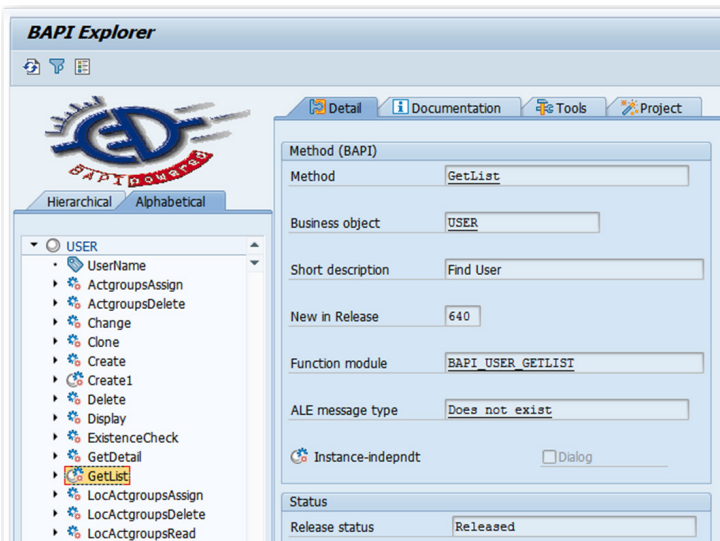 BAPI Explorer
BAPI powered
Hierarchical Alphabetical
USER
UserName
ActgroupsAssign
ActgroupsDelete
Change
Clone
Create
Create1
Delete
Display
ExistenceCheck
GetDetail
GetList
LocActgroupsAssign
LocActgroupsDelete
LocActgroupsRead
Detail Documentation Tools Project
Method (BAPI)
Method GetList
Business object USER
Short description Find User
New in Release 640
Function module BAPI_USER_GETLIST
ALE message type Does not exist
Instance-indepndt Dialog
Status
Release status Released